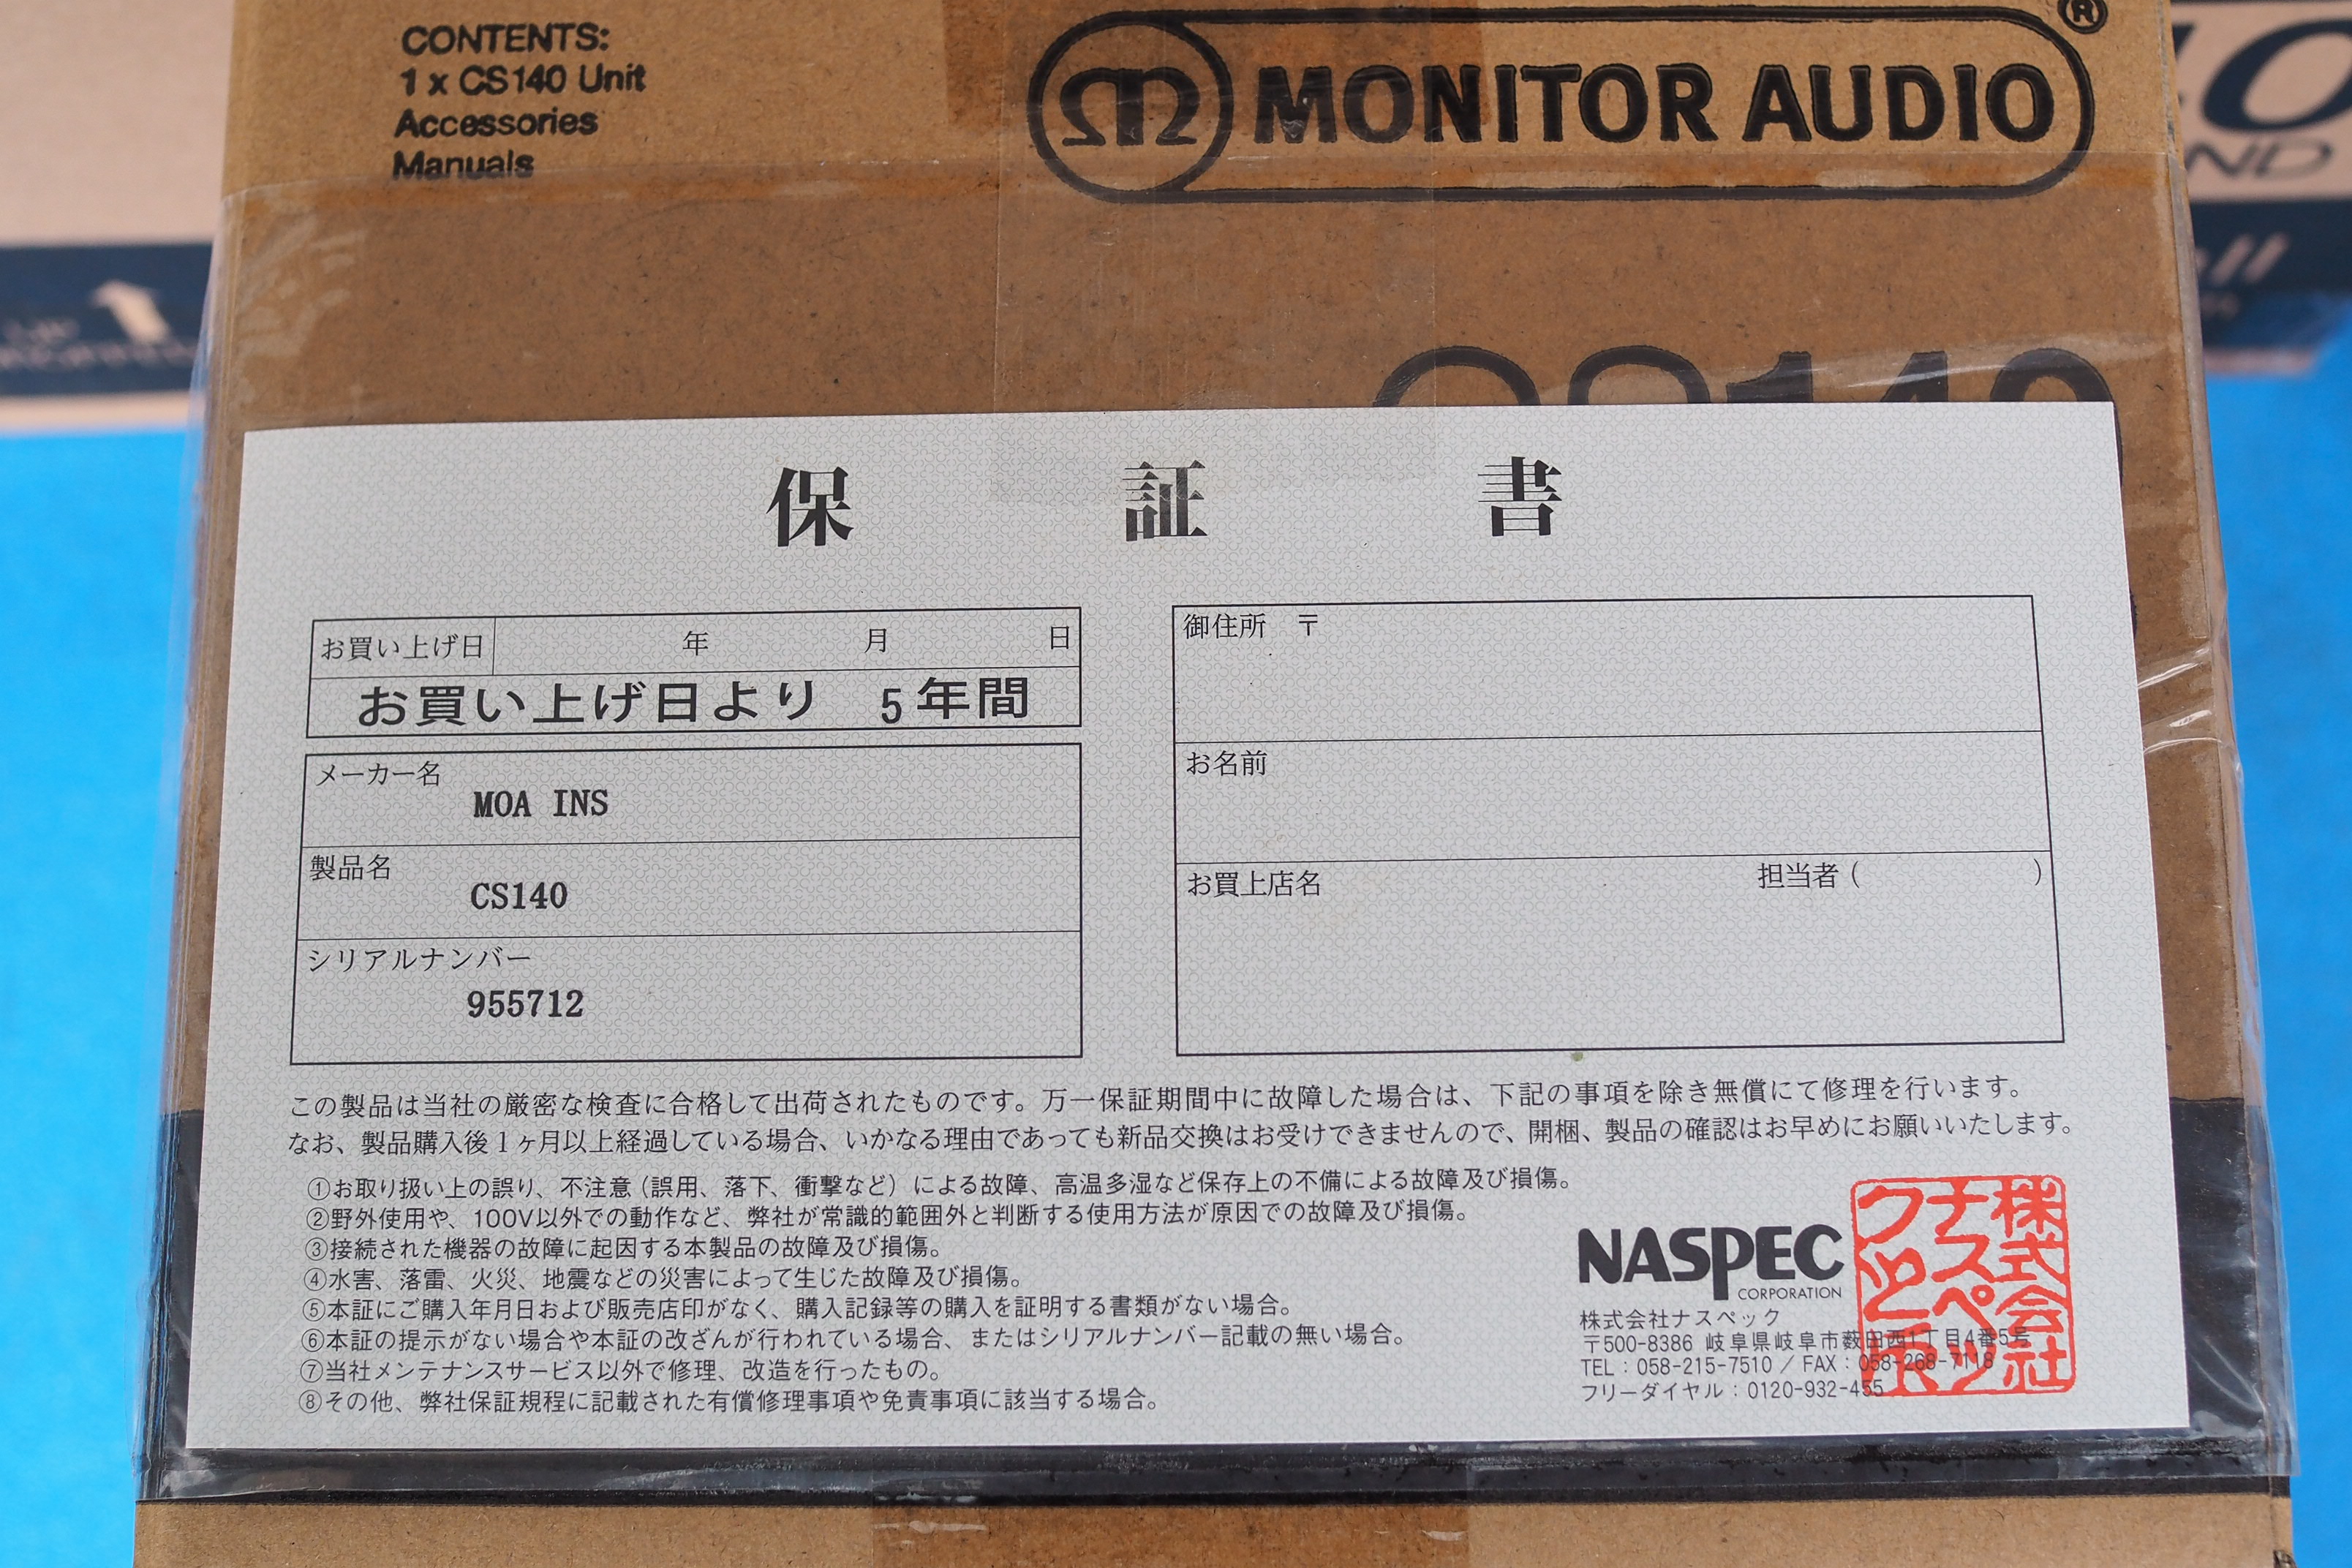 CONTENTS:
1 x CS140 Unit
Accessories
Manuals
MONITOR AUDIO
®
CS140
保証書
お買い上げ日 年 月 日
お買い上げ日より 5年間
メーカー名
MOA INS
製品名
CS140
シリアルナンバー
955712
御住所 〒
お名前
お買上店名 担当者 ( )
この製品は当社の厳密な検査に合格して出荷されたものです。万一保証期間中に故障した場合は、下記の事項を除き無償にて修理を行います。
なお、製品購入後1ヶ月以上経過している場合、いかなる理由であっても新品交換はお受けできませんので、開梱、製品の確認はお早めにお願いいたします。
①お取り扱い上の誤り、不注意（誤用、落下、衝撃など）による故障、高温多湿など保存上の不備による故障及び損傷。
②野外使用や、100V以外での動作など、弊社が常識的範囲外と判断する使用方法が原因での故障及び損傷。
③接続された機器の故障に起因する本製品の故障及び損傷。
④水害、落雷、火災、地震などの災害によって生じた故障及び損傷。
⑤本証にご購入年月日および販売店印がなく、購入記録等の購入を証明する書類がない場合。
⑥本証の提示がない場合や本証の改ざんが行われている場合、またはシリアルナンバー記載の無い場合。
⑦当社メンテナンスサービス以外で修理、改造を行ったもの。
⑧その他、弊社保証規程に記載された有償修理事項や免責事項に該当する場合。
NASPEC
CORPORATION
株式会社ナスペック
〒500-8386 岐阜県岐阜市薮田西1丁目4番5号
TEL：058-215-7510 / FAX：058-268-7118
フリーダイヤル：0120-932-455
株式会社
ナスペツ
ク